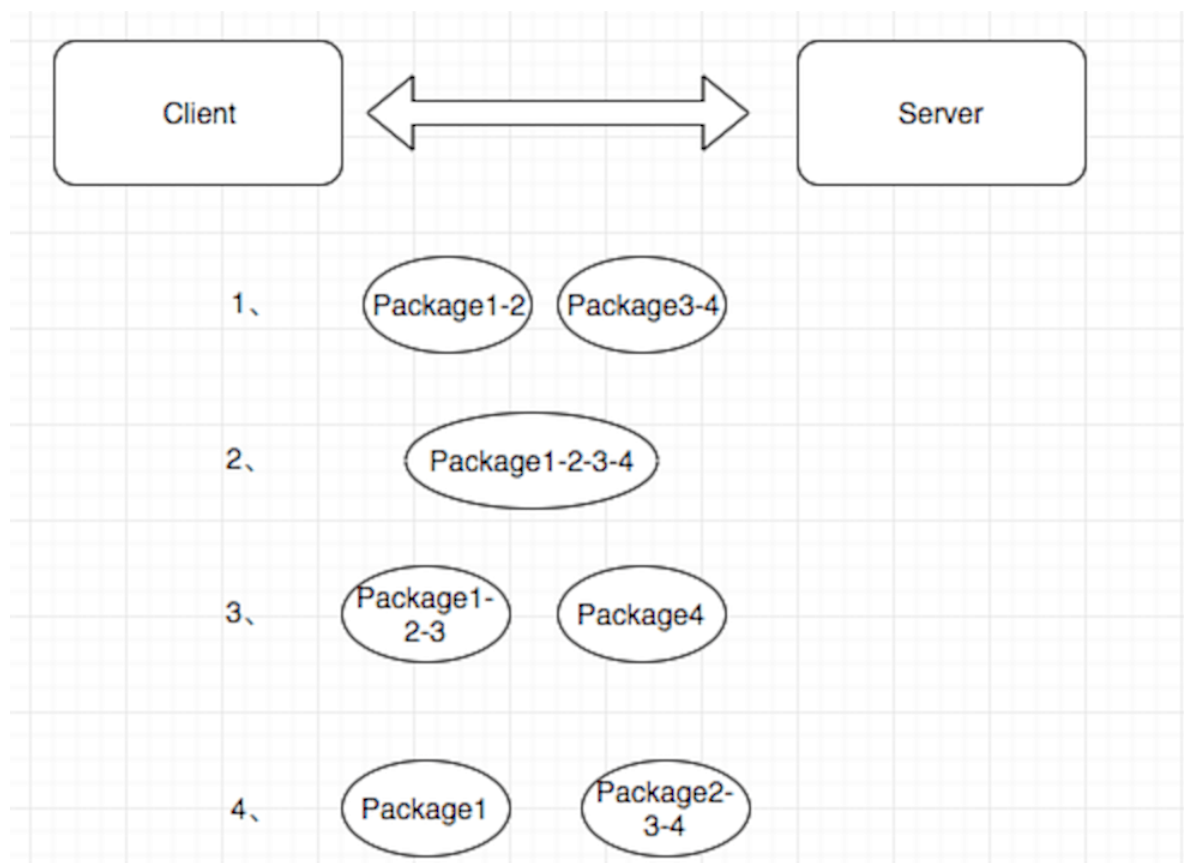 Client
Server
1、
Package1-2
Package3-4
2、
Package1-2-3-4
3、
Package1-
2-3
Package4
4、
Package1
Package2-
3-4